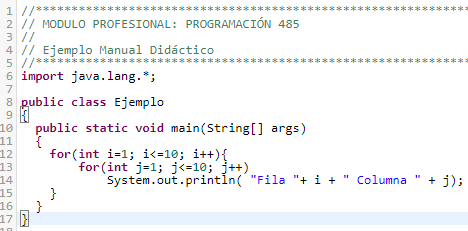 1 //************************************************************
2 // MODULO PROFESIONAL: PROGRAMACIÓN 485
3 //
4 // Ejemplo Manual Didáctico
5 //************************************************************
6 import java.lang.*;
7
8 public class Ejemplo
9 {
10 public static void main(String[] args)
11 {
12 for(int i=1; i<=10; i++){
13 for(int j=1; j<=10; j++)
14 System.out.println( "Fila "+ i + " Columna " + j);
15 }
16 }
17 }